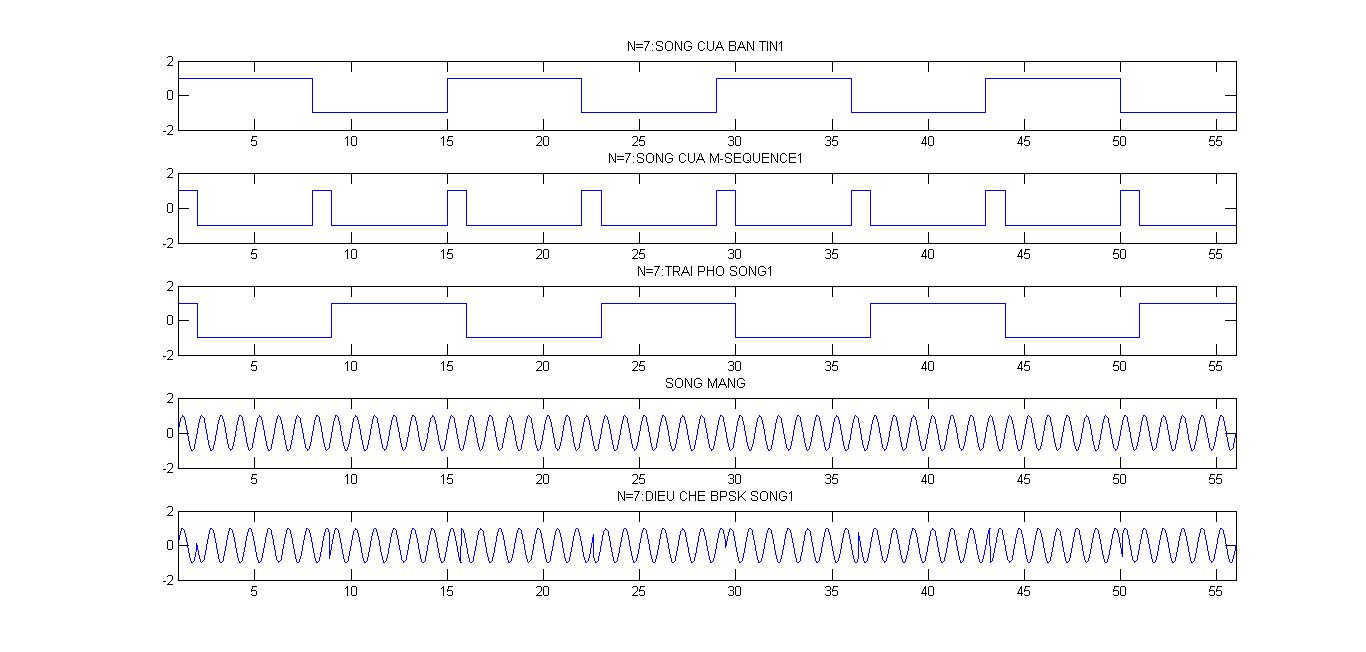 N=7:SONG CUA BAN TIN1
2
0
-2
5 10 15 20 25 30 35 40 45 50 55
N=7:SONG CUA M-SEQUENCE1
2
0
-2
5 10 15 20 25 30 35 40 45 50 55
N=7:TRAI PHO SONG1
2
0
-2
5 10 15 20 25 30 35 40 45 50 55
SONG MANG
2
0
-2
5 10 15 20 25 30 35 40 45 50 55
N=7:DIEU CHE BPSK SONG1
2
0
-2
5 10 15 20 25 30 35 40 45 50 55